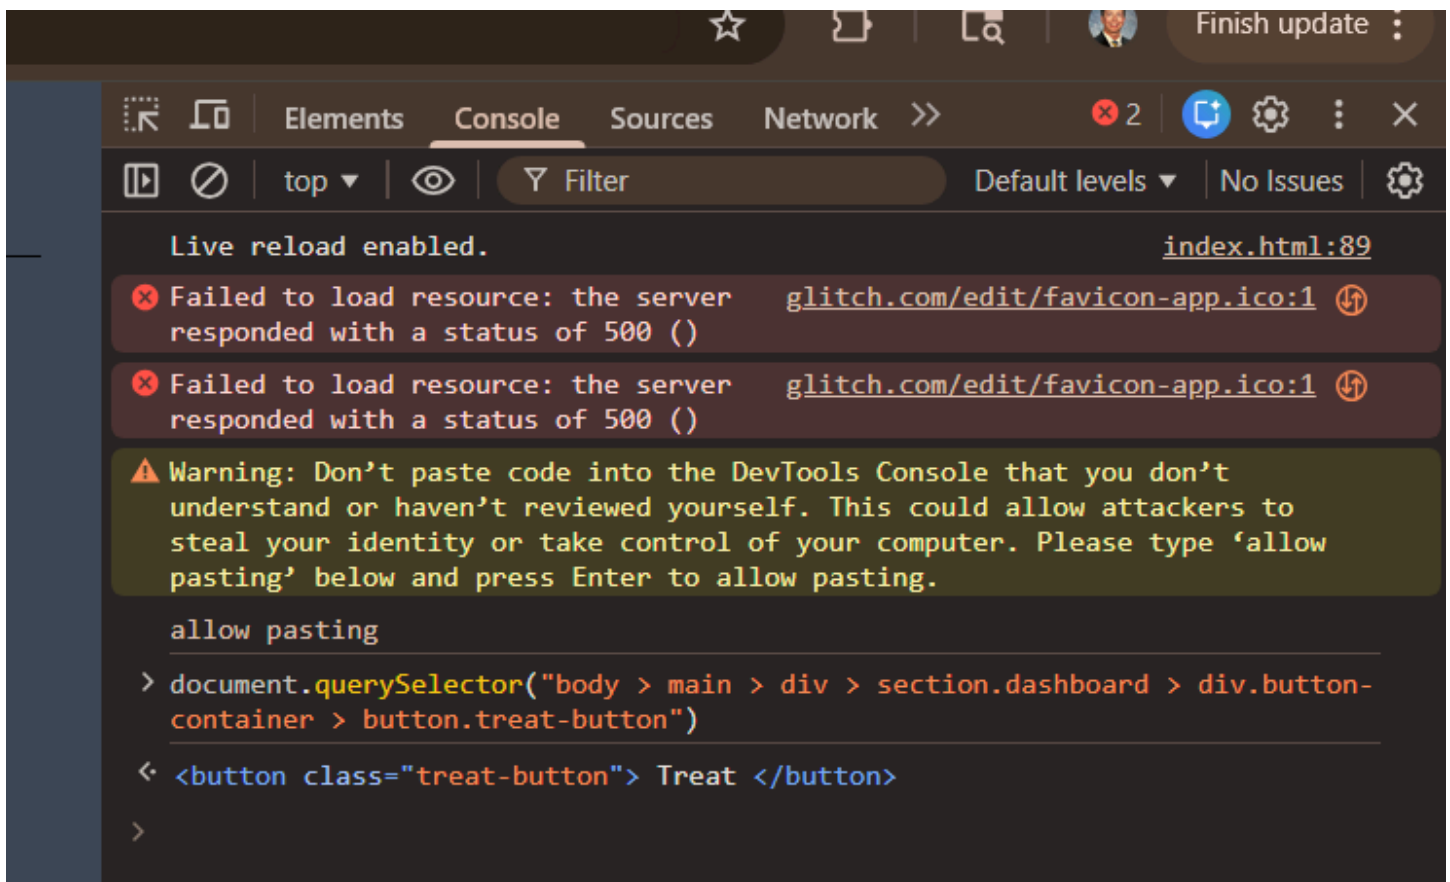 Finish update
Elements Console Sources Network 2
top Filter Default levels No Issues
Live reload enabled. index.html:89
Failed to load resource: the server glitch.com/edit/favicon-app.ico:1
responded with a status of 500 ()
Failed to load resource: the server glitch.com/edit/favicon-app.ico:1
responded with a status of 500 ()
Warning: Don’t paste code into the DevTools Console that you don’t
understand or haven’t reviewed yourself. This could allow attackers to
steal your identity or take control of your computer. Please type ‘allow
pasting’ below and press Enter to allow pasting.
allow pasting
> document.querySelector("body > main > div > section.dashboard > div.button-
container > button.treat-button")
<button class="treat-button"> Treat </button>
>